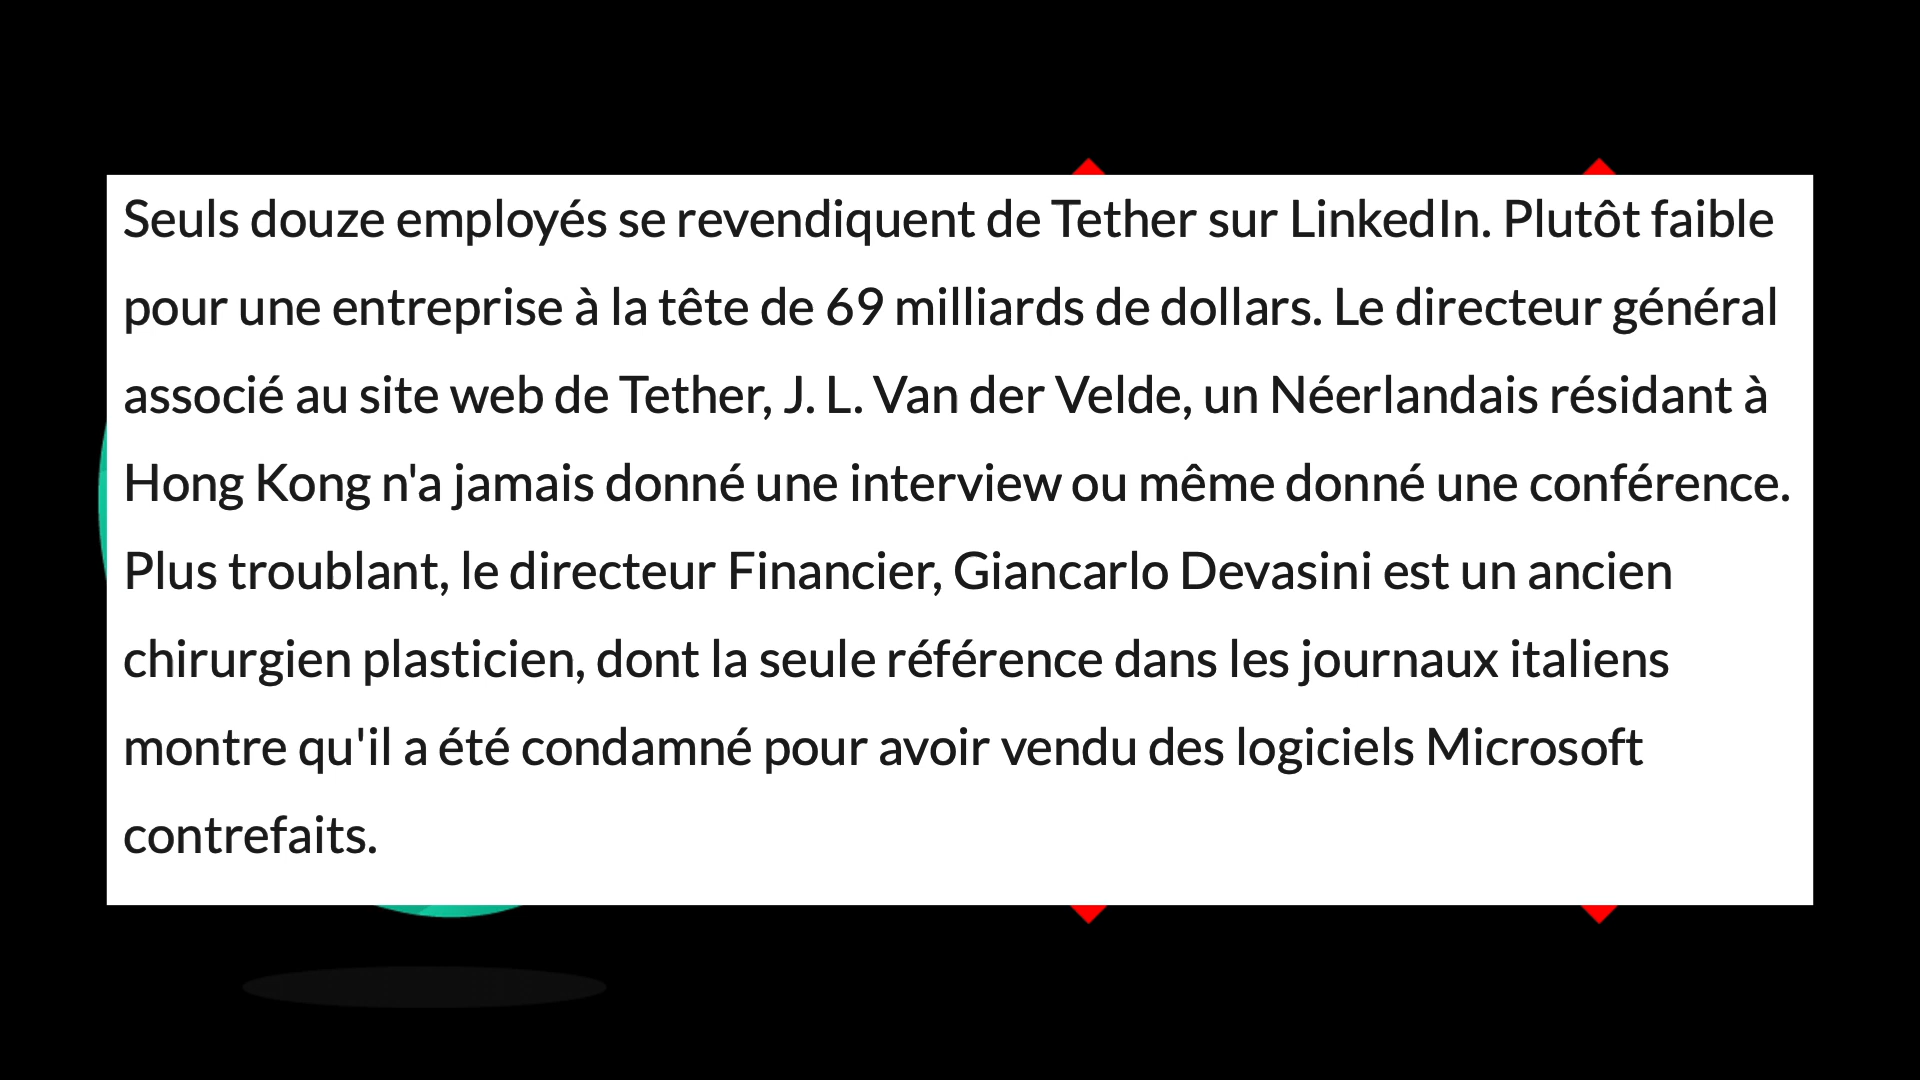 Seuls douze employés se revendiquent de Tether sur LinkedIn. Plutôt faible
pour une entreprise à la tête de 69 milliards de dollars. Le directeur général
associé au site web de Tether, J. L. Van der Velde, un Néerlandais résidant à
Hong Kong n'a jamais donné une interview ou même donné une conférence.
Plus troublant, le directeur Financier, Giancarlo Devasini est un ancien
chirurgien plasticien, dont la seule référence dans les journaux italiens
montre qu'il a été condamné pour avoir vendu des logiciels Microsoft
contrefaits.